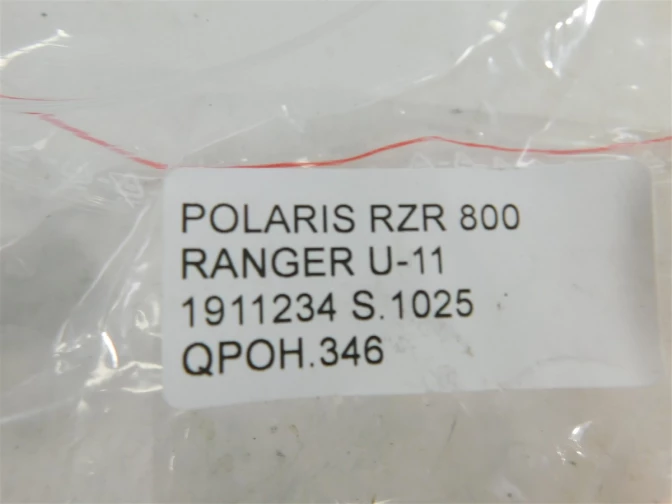 POLARIS RZR 800
RANGER U-11
1911234 S.1025
QPOH.346